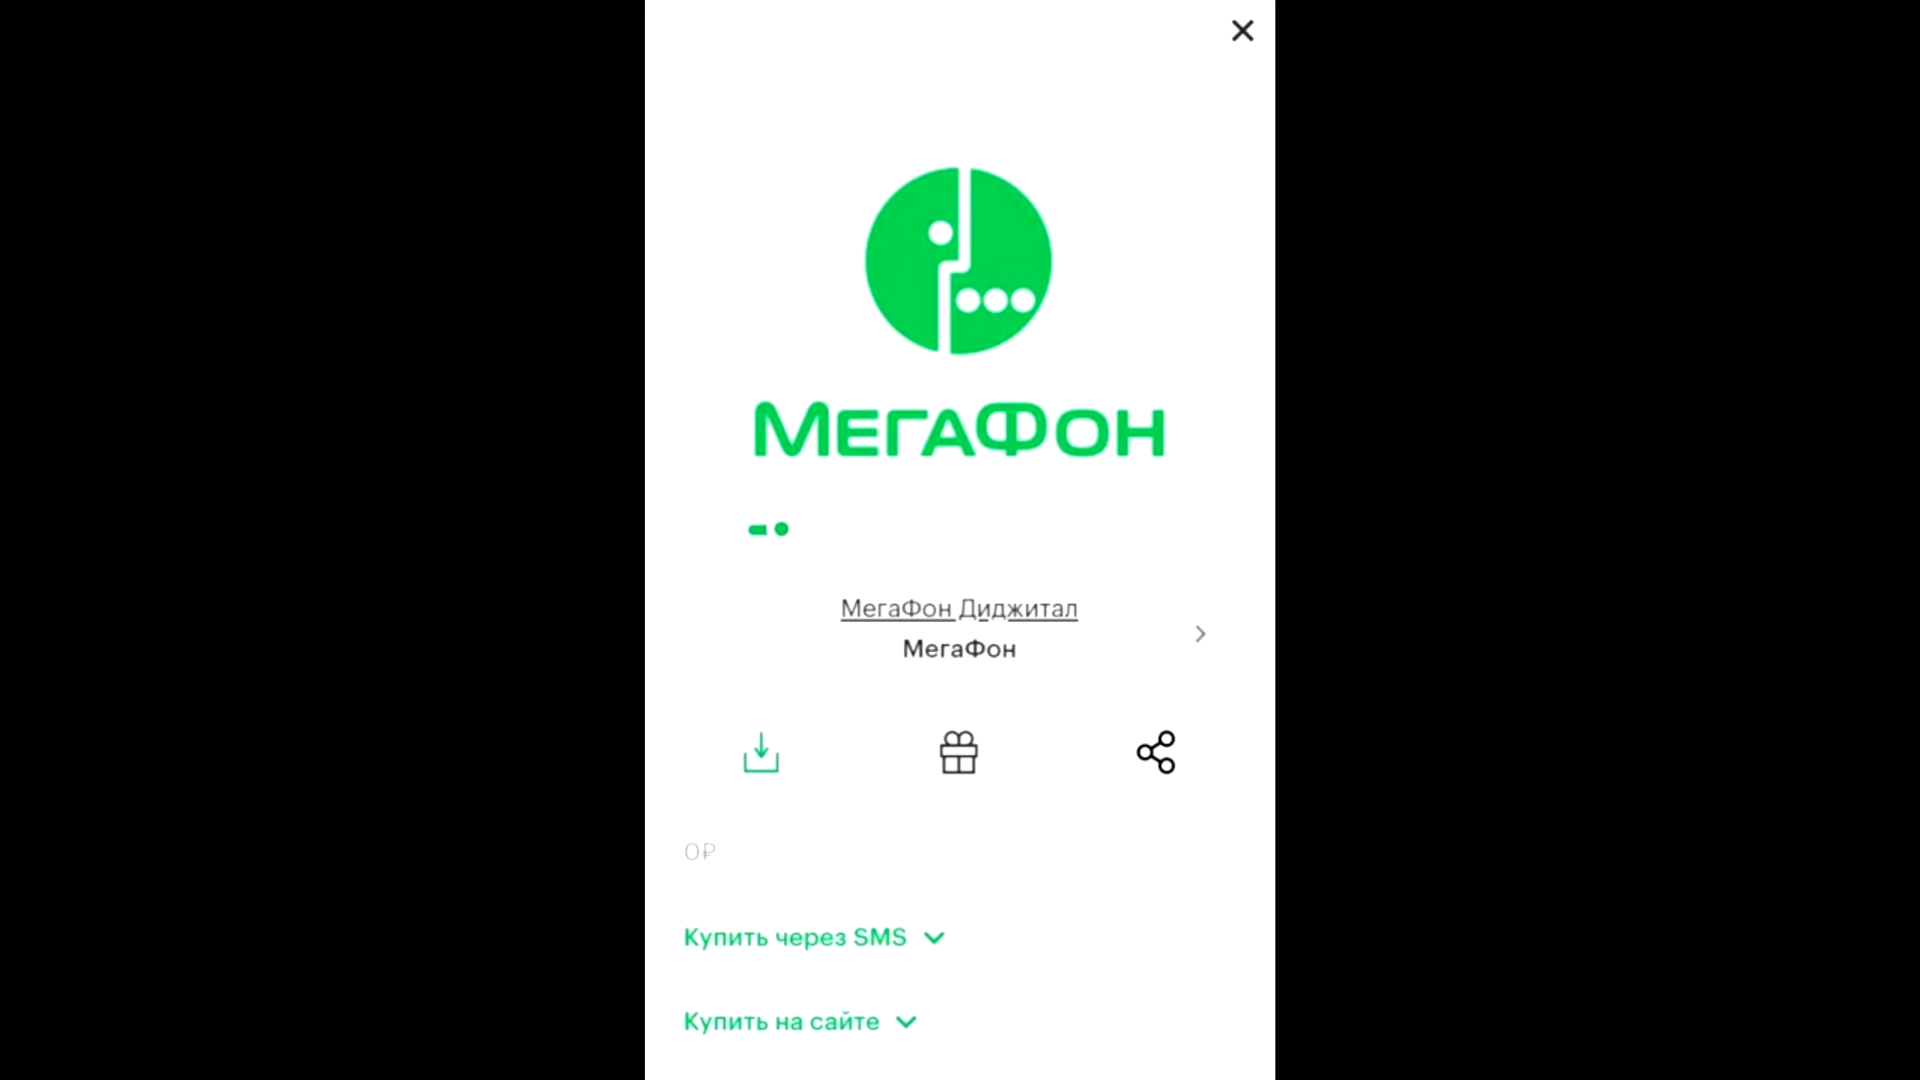 МегаФон
МегаФон Диджитал
МегаФон
0₽
Купить через SMS
Купить на сайте